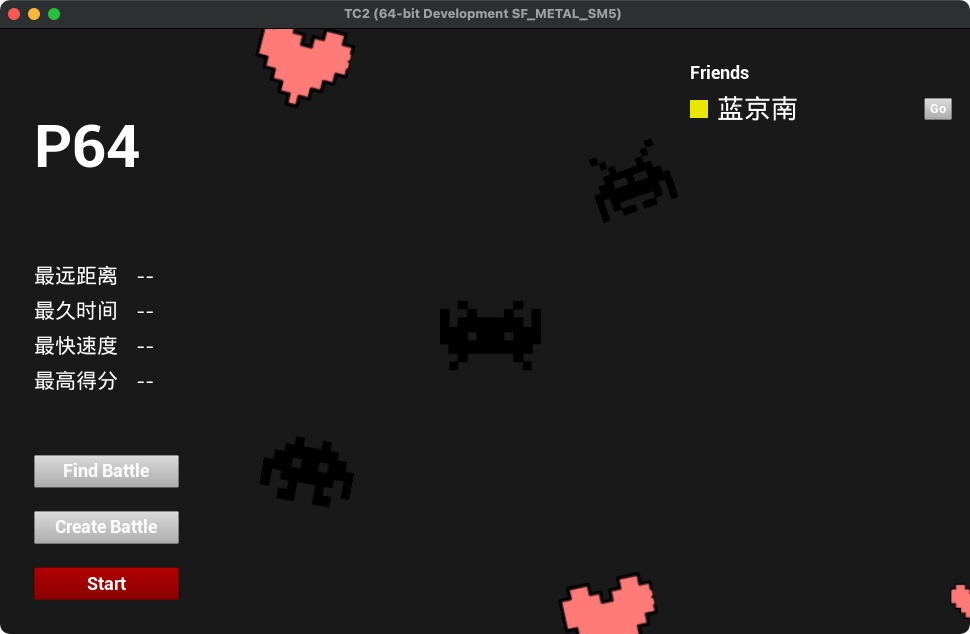 TC2 (64-bit Development SF_METAL_SM5)
P64
Friends
蓝京南
Go
最远距离 --
最久时间 --
最快速度 --
最高得分 --
Find Battle
Create Battle
Start